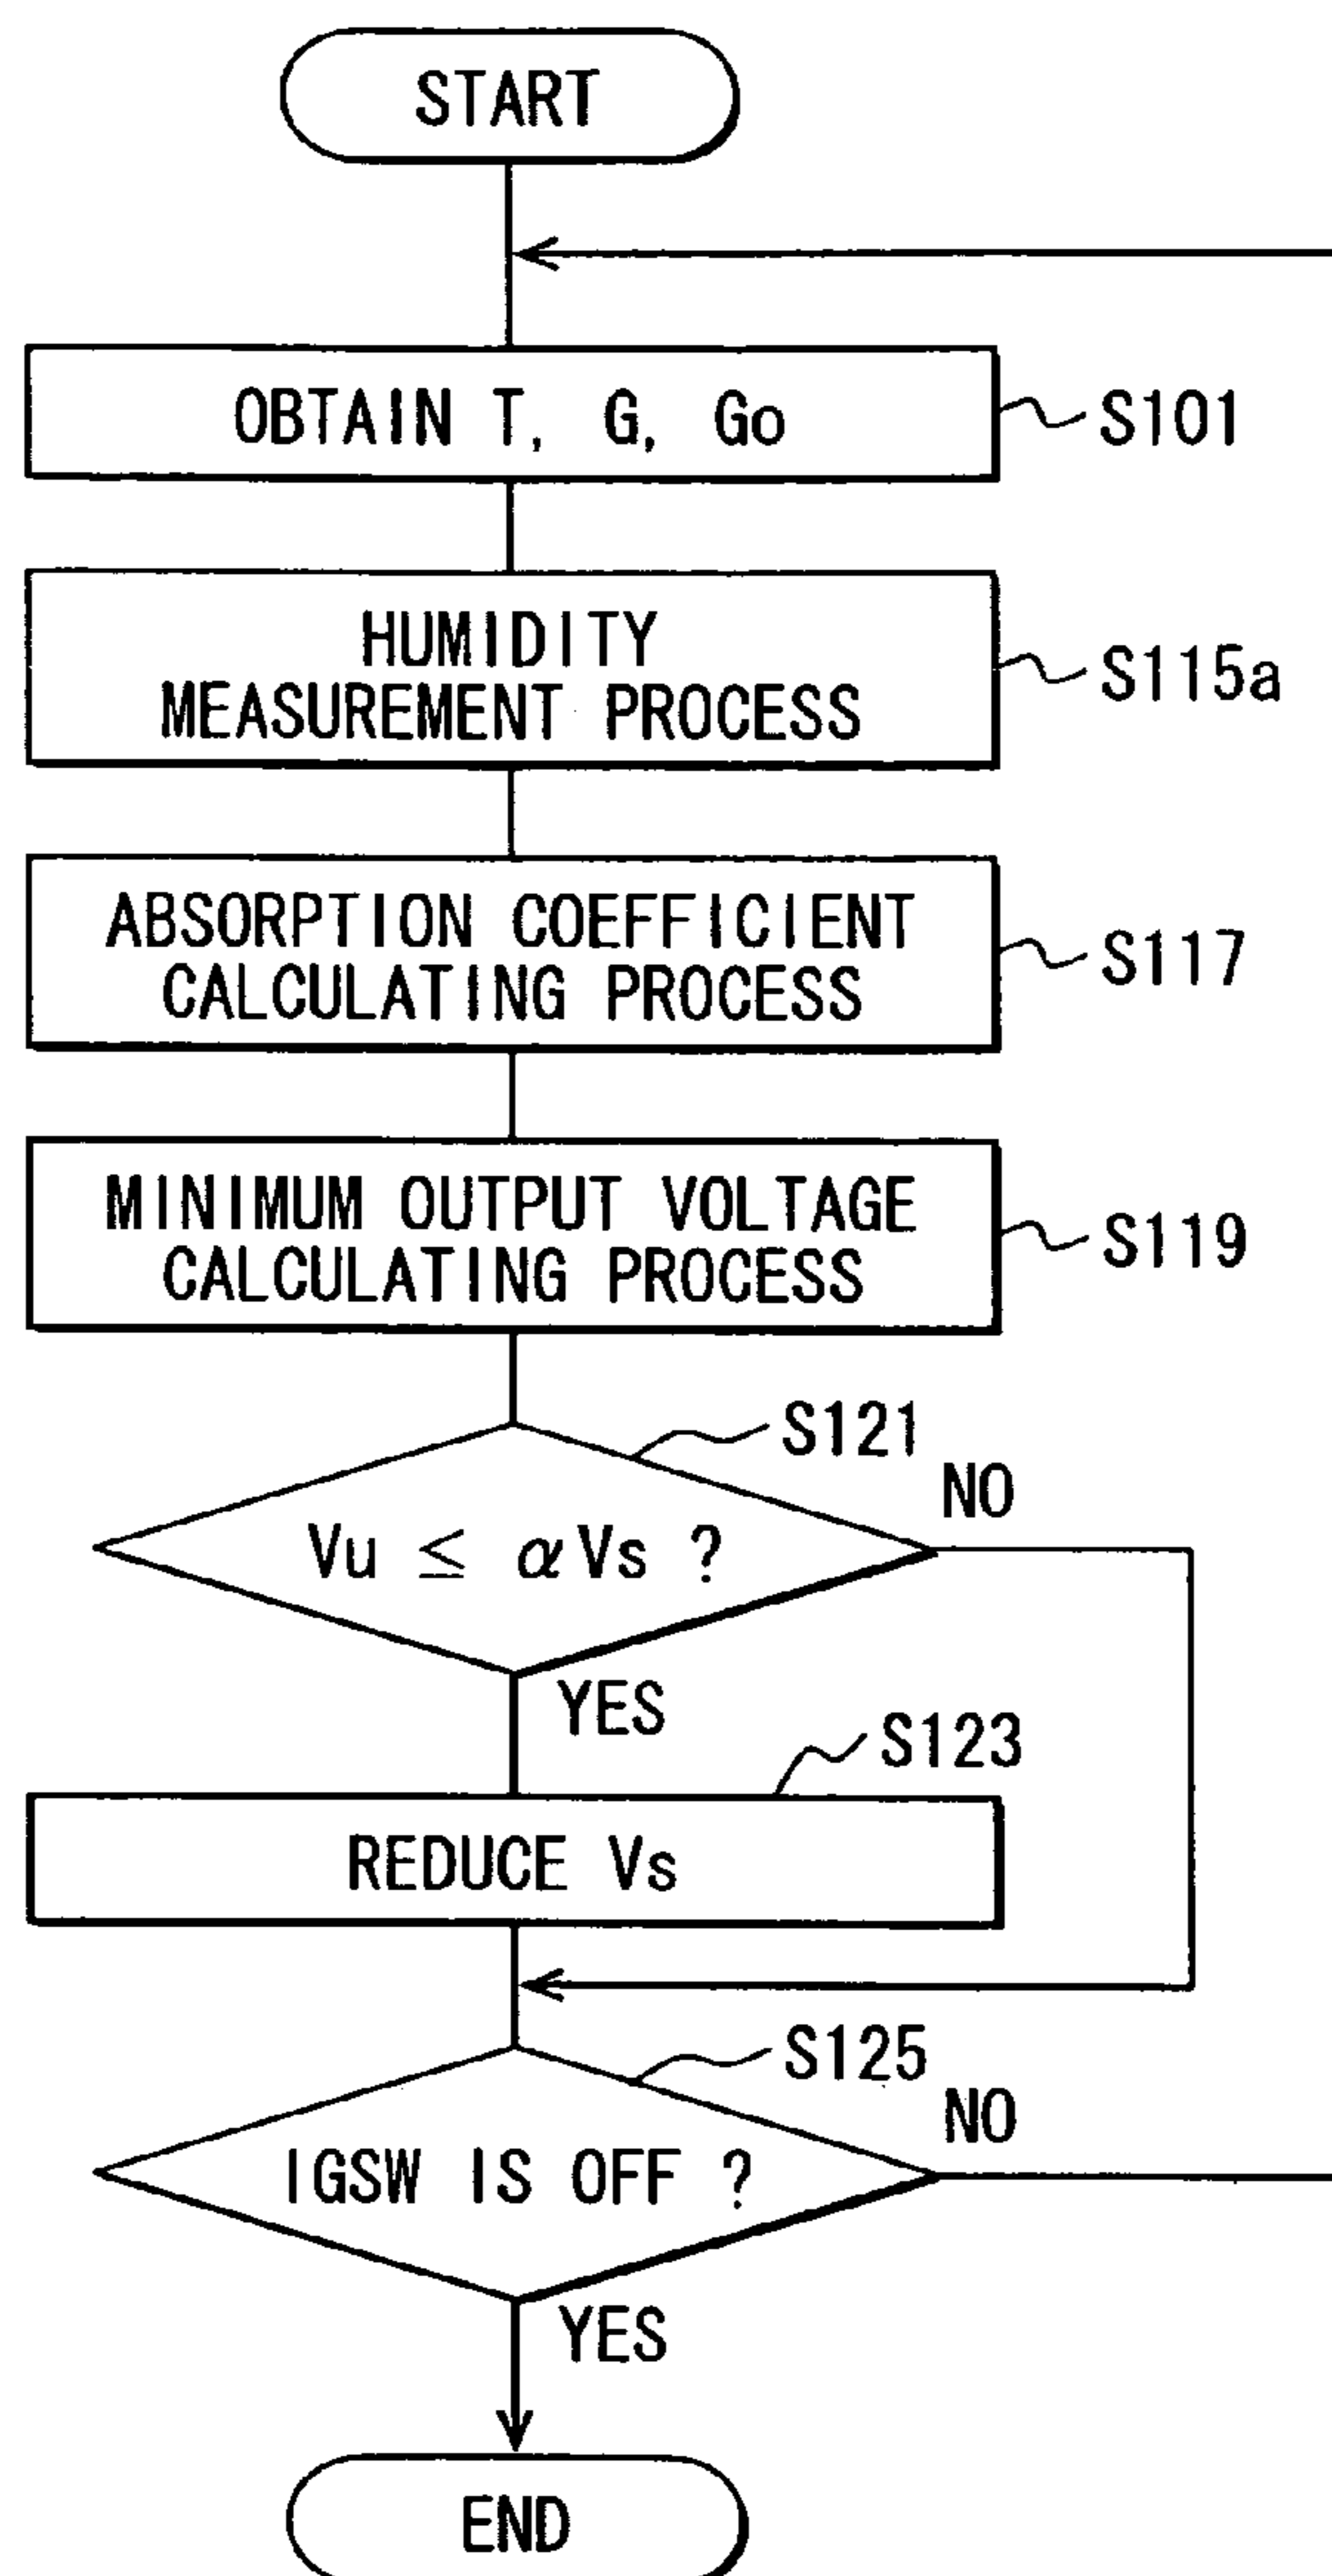 START
OBTAIN T, G, Go
S101
HUMIDITY
MEASUREMENT PROCESS
S115a
ABSORPTION COEFFICIENT
CALCULATING PROCESS
S117
MINIMUM OUTPUT VOLTAGE
CALCULATING PROCESS
S119
S121
NO
Vu ≦ αVs ?
YES
S123
REDUCE Vs
S125
NO
IGSW IS OFF ?
YES
END